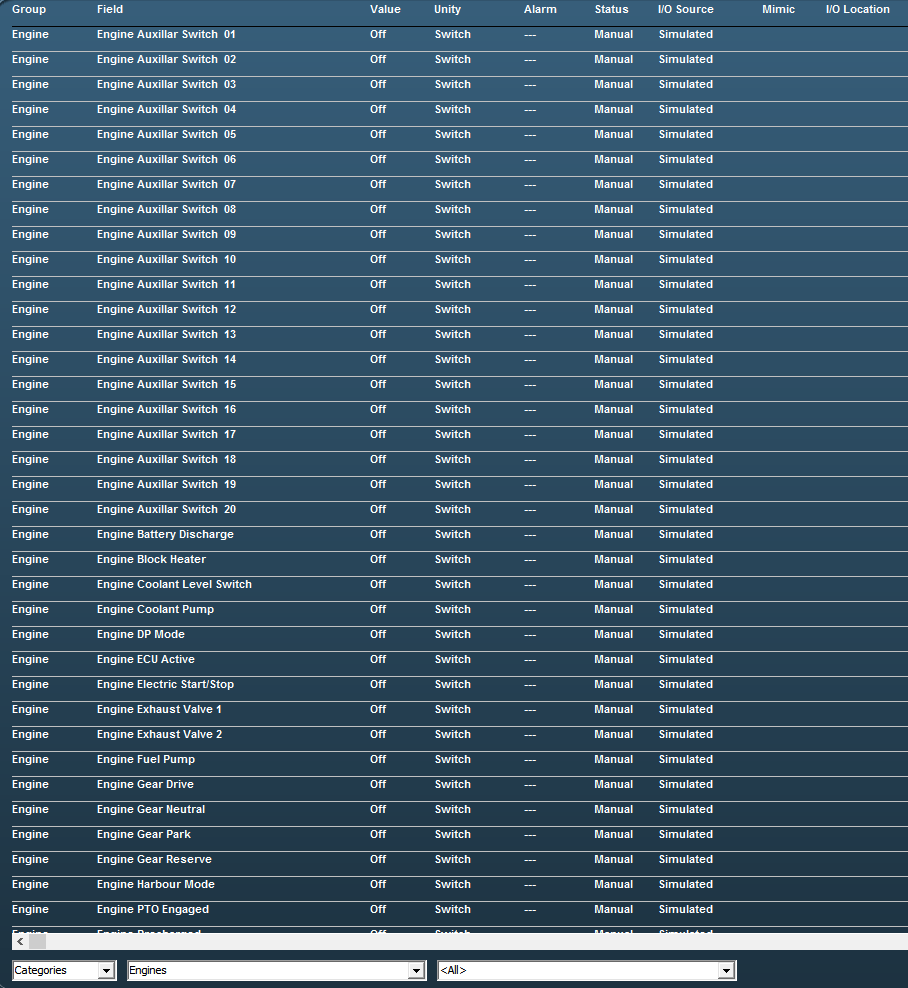 Group Field Value Unity Alarm Status I/O Source Mimic I/O Location
Engine Engine Auxillar Switch 01 Off Switch --- Manual Simulated
Engine Engine Auxillar Switch 02 Off Switch --- Manual Simulated
Engine Engine Auxillar Switch 03 Off Switch --- Manual Simulated
Engine Engine Auxillar Switch 04 Off Switch --- Manual Simulated
Engine Engine Auxillar Switch 05 Off Switch --- Manual Simulated
Engine Engine Auxillar Switch 06 Off Switch --- Manual Simulated
Engine Engine Auxillar Switch 07 Off Switch --- Manual Simulated
Engine Engine Auxillar Switch 08 Off Switch --- Manual Simulated
Engine Engine Auxillar Switch 09 Off Switch --- Manual Simulated
Engine Engine Auxillar Switch 10 Off Switch --- Manual Simulated
Engine Engine Auxillar Switch 11 Off Switch --- Manual Simulated
Engine Engine Auxillar Switch 12 Off Switch --- Manual Simulated
Engine Engine Auxillar Switch 13 Off Switch --- Manual Simulated
Engine Engine Auxillar Switch 14 Off Switch --- Manual Simulated
Engine Engine Auxillar Switch 15 Off Switch --- Manual Simulated
Engine Engine Auxillar Switch 16 Off Switch --- Manual Simulated
Engine Engine Auxillar Switch 17 Off Switch --- Manual Simulated
Engine Engine Auxillar Switch 18 Off Switch --- Manual Simulated
Engine Engine Auxillar Switch 19 Off Switch --- Manual Simulated
Engine Engine Auxillar Switch 20 Off Switch --- Manual Simulated
Engine Engine Battery Discharge Off Switch --- Manual Simulated
Engine Engine Block Heater Off Switch --- Manual Simulated
Engine Engine Coolant Level Switch Off Switch --- Manual Simulated
Engine Engine Coolant Pump Off Switch --- Manual Simulated
Engine Engine DP Mode Off Switch --- Manual Simulated
Engine Engine ECU Active Off Switch --- Manual Simulated
Engine Engine Electric Start/Stop Off Switch --- Manual Simulated
Engine Engine Exhaust Valve 1 Off Switch --- Manual Simulated
Engine Engine Exhaust Valve 2 Off Switch --- Manual Simulated
Engine Engine Fuel Pump Off Switch --- Manual Simulated
Engine Engine Gear Drive Off Switch --- Manual Simulated
Engine Engine Gear Neutral Off Switch --- Manual Simulated
Engine Engine Gear Park Off Switch --- Manual Simulated
Engine Engine Gear Reserve Off Switch --- Manual Simulated
Engine Engine Harbour Mode Off Switch --- Manual Simulated
Engine Engine PTO Engaged Off Switch --- Manual Simulated
Categories Engines <All>